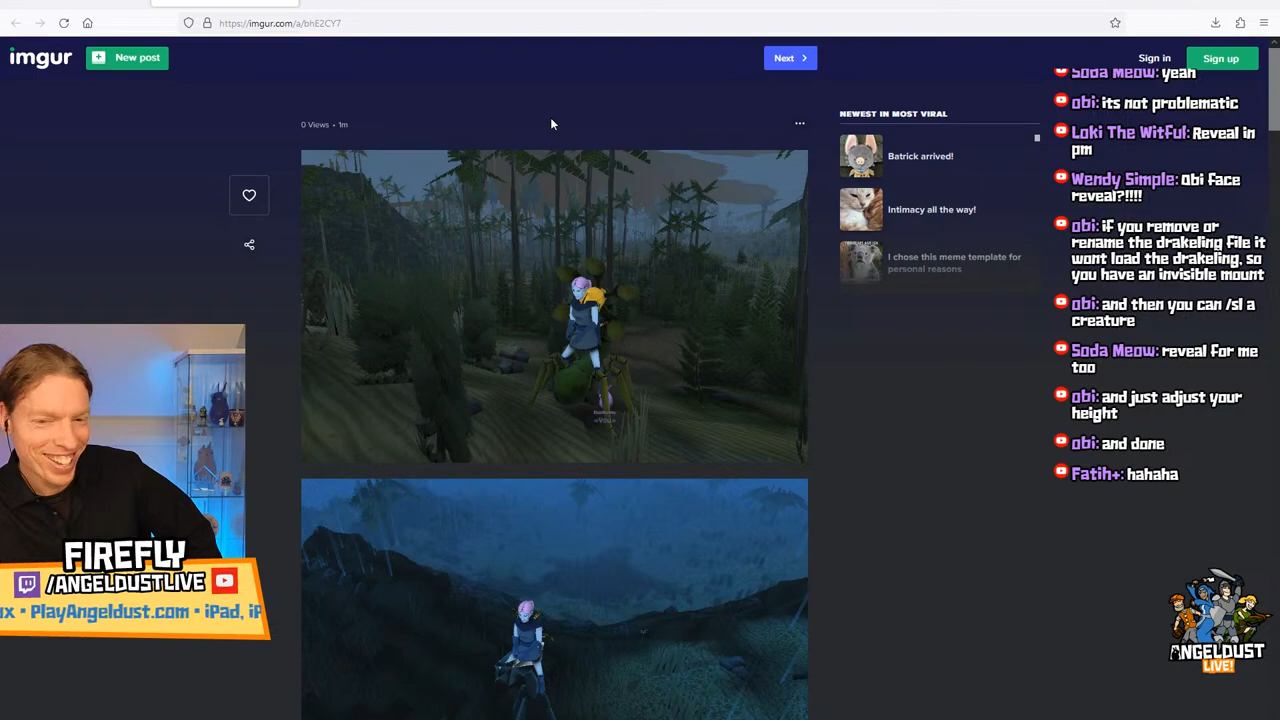 https://imgur.com/a/bhE2CY7
imgur
New post
Next
Sign in
Sign up
0 Views • 1m
NEWEST IN MOST VIRAL
Batrick arrived!
Intimacy all the way!
I chose this meme template for
personal reasons
Soda Meow: yeah
obi: its not problematic
Loki The Witful: Reveal in
pm
Wendy Simple: Obi face
reveal?!!!!
obi: if you remove or
rename the drakeling file it
wont load the drakeling, so
you have an invisible mount
obi: and then you can /sl a
creature
Soda Meow: reveal for me
too
obi: and just adjust your
height
obi: and done
Fatih+: hahaha
FIREFLY
/ANGELDUSTLIVE
ux • PlayAngeldust.com • iPad, iP
ANGELDUST
LIVE!